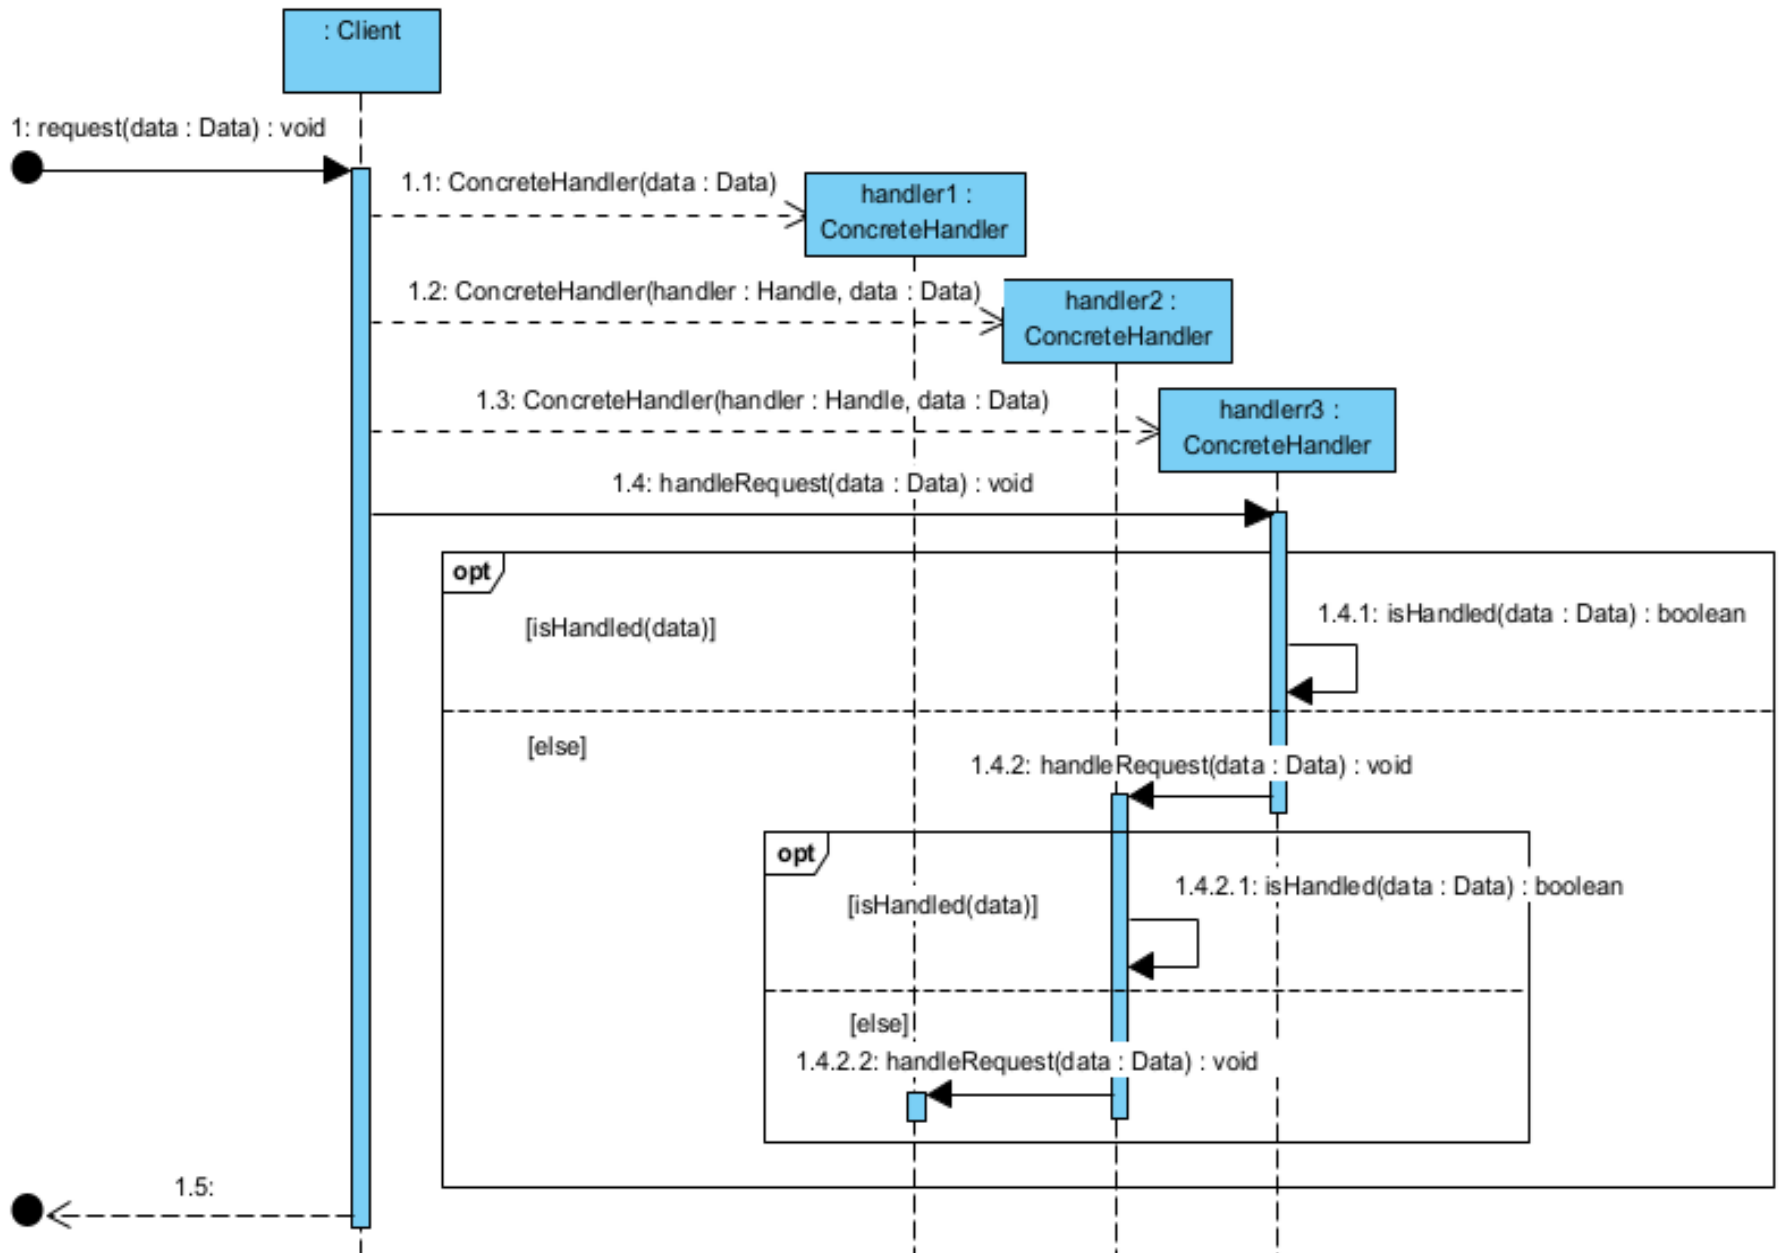 : Client
1: request(data : Data) : void
1.1: ConcreteHandler(data : Data)
handler1 :
ConcreteHandler
1.2: ConcreteHandler(handler : Handle, data : Data)
handler2 :
ConcreteHandler
1.3: ConcreteHandler(handler : Handle, data : Data)
handlerr3 :
ConcreteHandler
1.4: handleRequest(data : Data) : void
opt
[isHandled(data)]
1.4.1: isHandled(data : Data) : boolean
[else]
1.4.2: handleRequest(data : Data) : void
opt
[isHandled(data)]
1.4.2.1: isHandled(data : Data) : boolean
[else]
1.4.2.2: handleRequest(data : Data) : void
1.5: